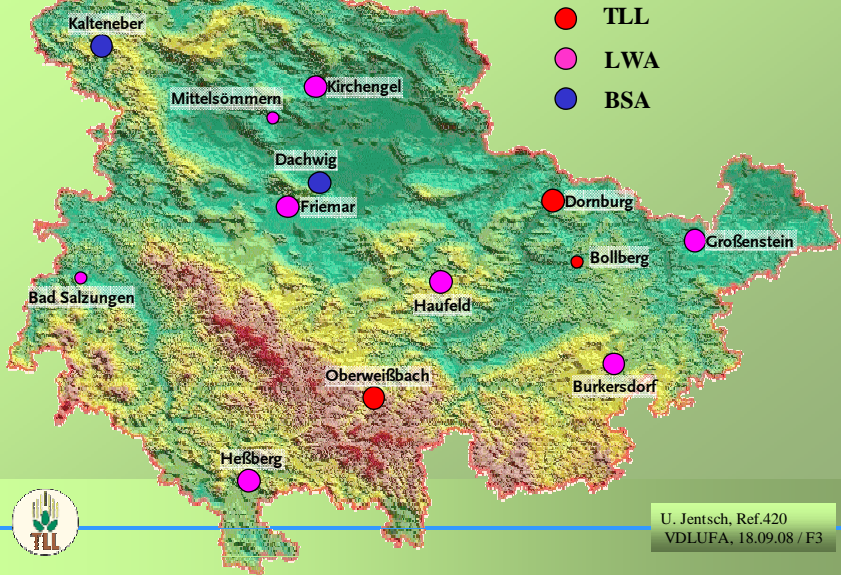 TLL
Kalteneber
LWA
Kirchengel
Mittelsömmern
BSA
Dachwig
Dornburg
Friemar
Großenstein
Bollberg
Bad Salzungen
Haufeld
Oberweißbach
Burkersdorf
Heßberg
TLL
U. Jentsch, Ref.420
VDLUFA, 18.09.08 / F3